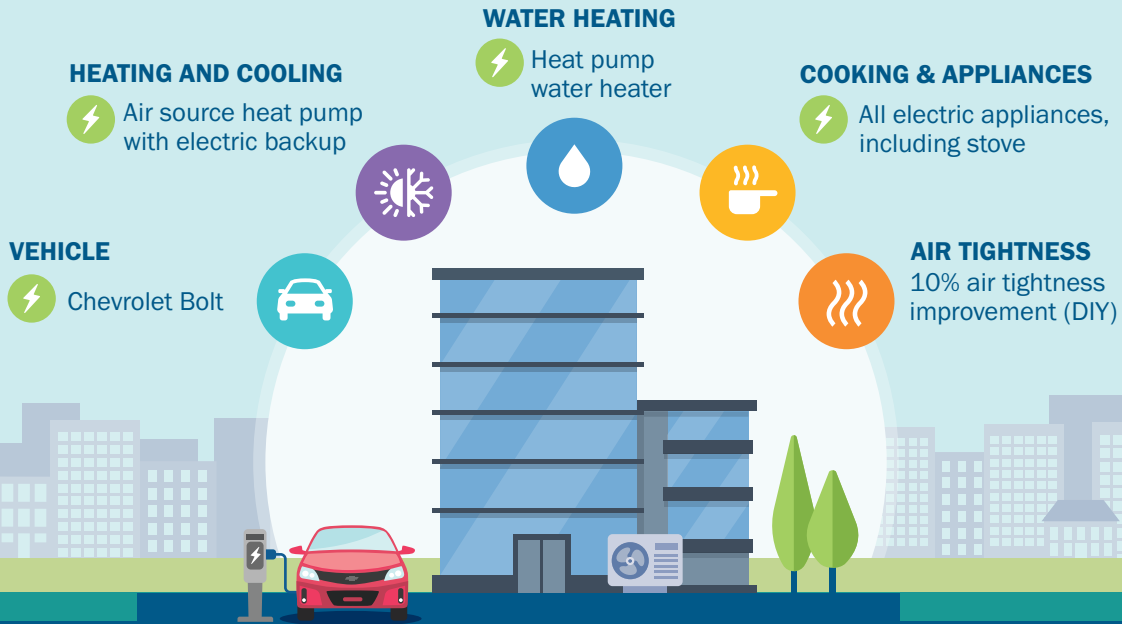 WATER HEATING
Heat pump
water heater
HEATING AND COOLING
Air source heat pump
with electric backup
COOKING & APPLIANCES
All electric appliances,
including stove
VEHICLE
Chevrolet Bolt
AIR TIGHTNESS
10% air tightness
improvement (DIY)